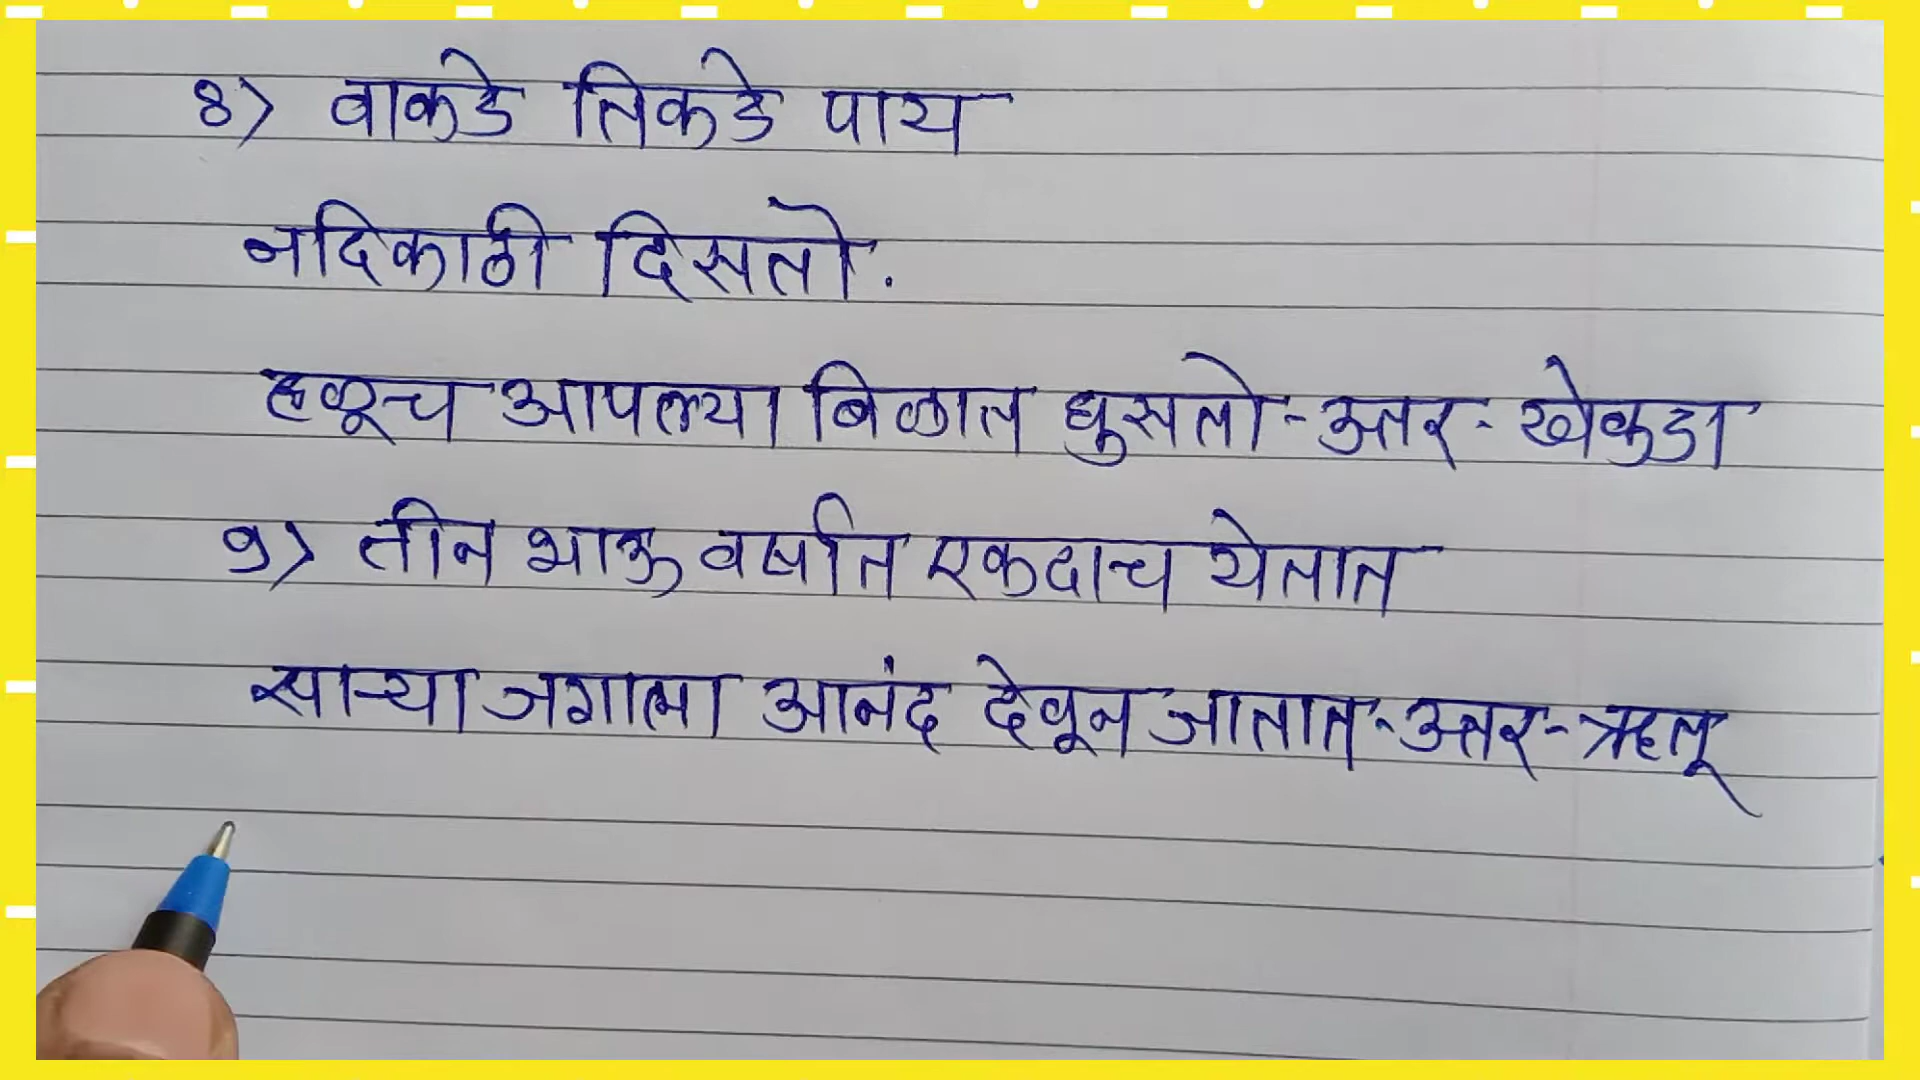 8) वाकडे तिकडे पाय
नदिकाठी दिसतो.
हळूच आपल्या बिळात घुसतो-उत्तर-खेकडा
9) तीन भाऊ वर्षात एकदाच येतात
साऱ्या जगाला आनंद देवून जातात-उत्तर-ऋतू